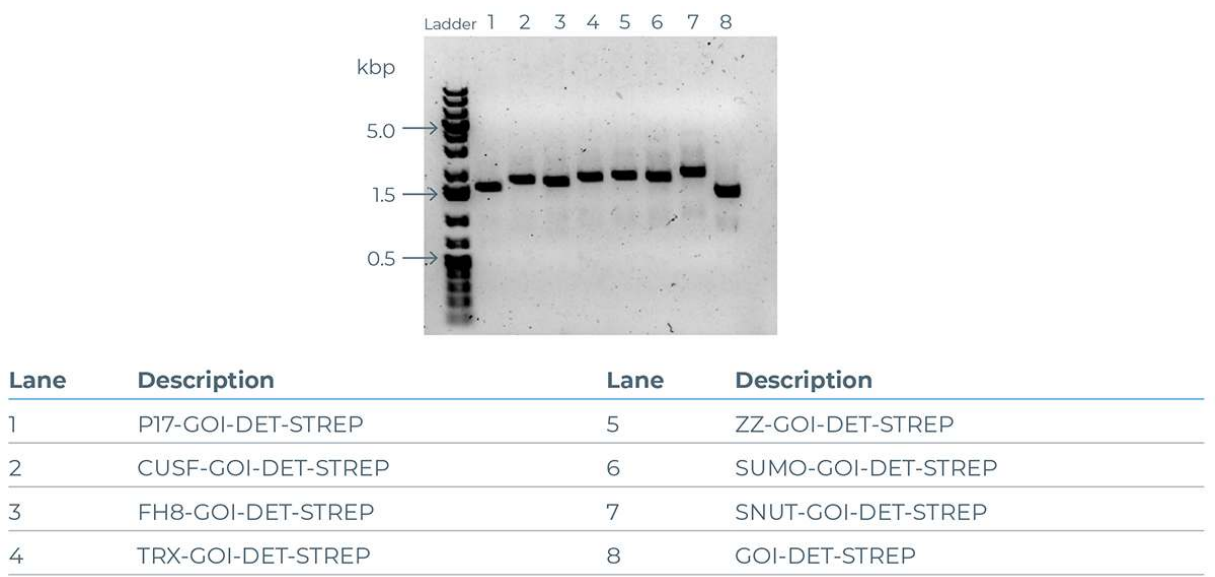 Ladder 1 2 3 4 5 6 7 8
kbp
5.0
1.5
0.5
Lane Description Lane Description
1 P17-GOI-DET-STREP 5 ZZ-GOI-DET-STREP
2 CUSF-GOI-DET-STREP 6 SUMO-GOI-DET-STREP
3 FH8-GOI-DET-STREP 7 SNUT-GOI-DET-STREP
4 TRX-GOI-DET-STREP 8 GOI-DET-STREP